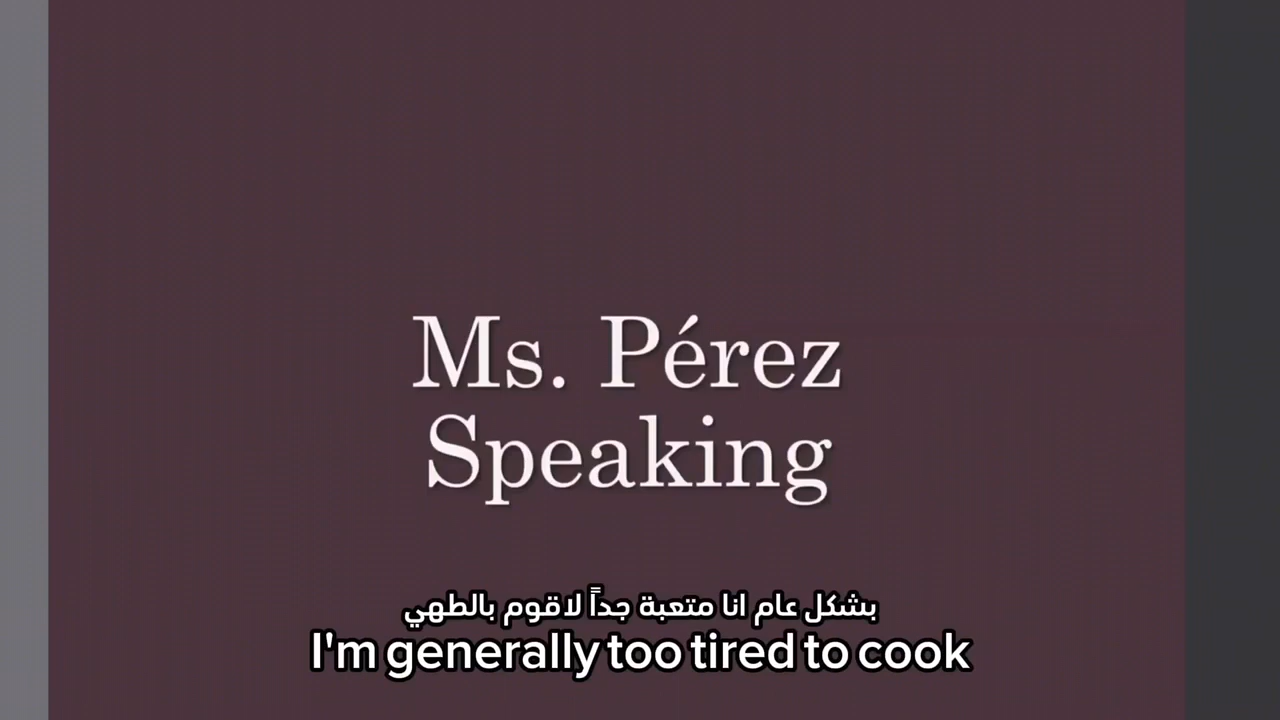 Ms. Pérez
Speaking
بشكل عام انا متعبة جداً لاقوم بالطهي
I'm generally too tired to cook